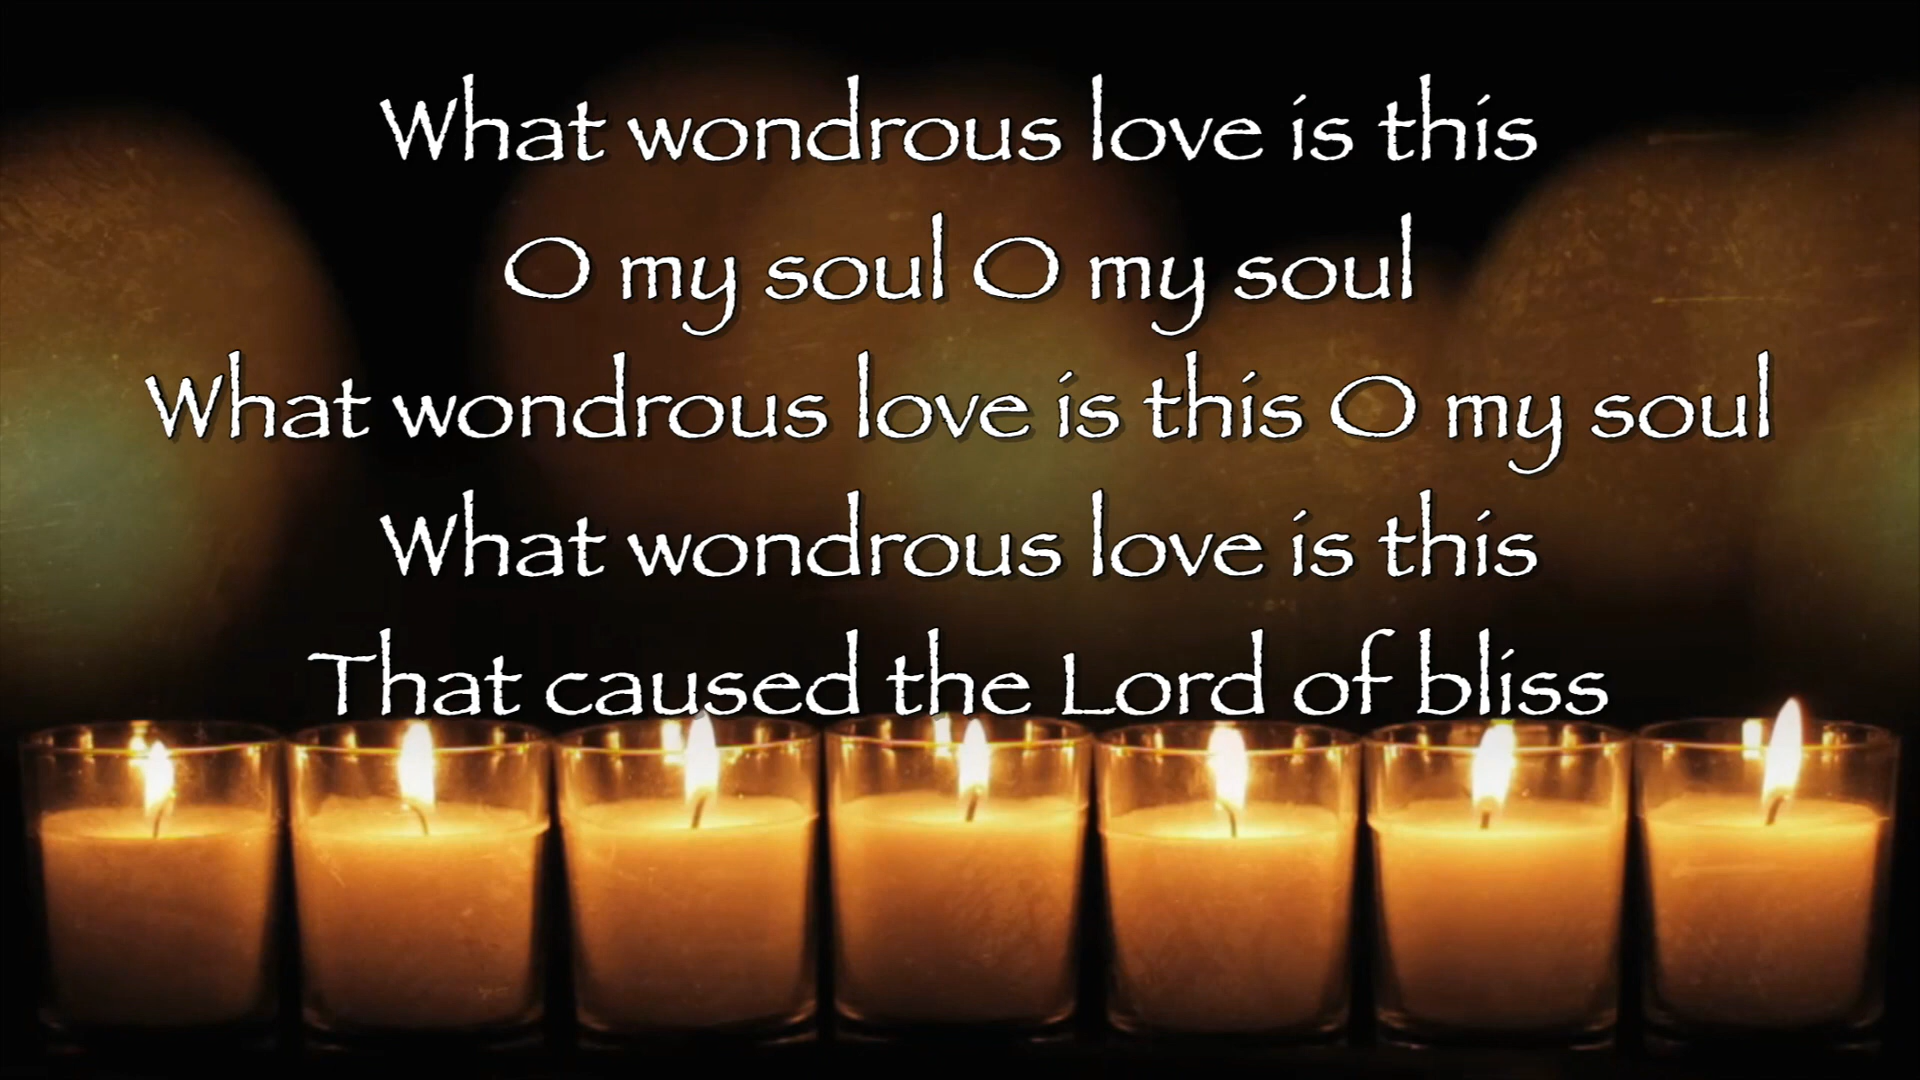 What wondrous love is this
O my soul O my soul
What wondrous love is this O my soul
What wondrous love is this
That caused the Lord of bliss